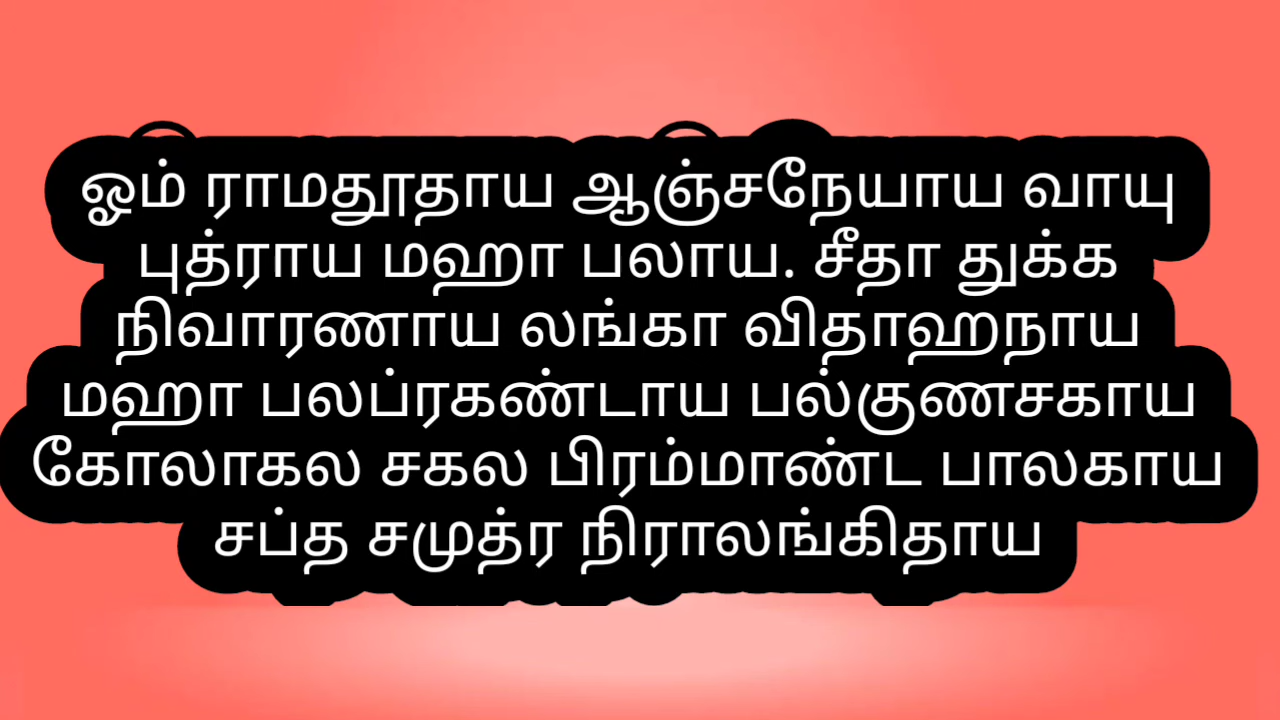 ஓம் ராமதூதாய ஆஞ்சநேயாய வாயு
புத்ராய மஹா பலாய. சீதா துக்க
நிவாரணாய லங்கா விதாஹநாய
மஹா பலப்ரகண்டாய பல்குணசகாய
கோலாகல சகல பிரம்மாண்ட பாலகாய
சப்த சமுத்ர நிராலங்கிதாய